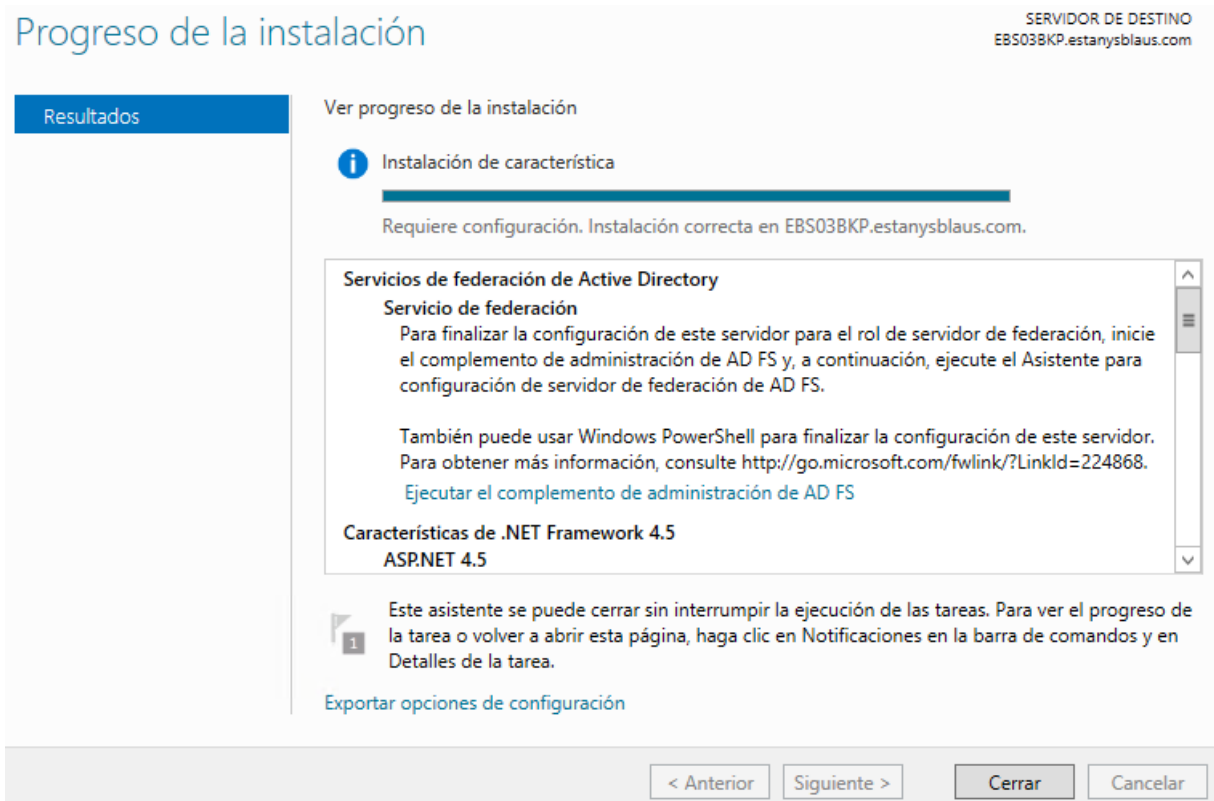 Progreso de la instalación
SERVIDOR DE DESTINO
EBS03BKP.estanysblaus.com
Resultados
Ver progreso de la instalación
Instalación de característica
Requiere configuración. Instalación correcta en EBS03BKP.estanysblaus.com.
Servicios de federación de Active Directory
Servicio de federación
Para finalizar la configuración de este servidor para el rol de servidor de federación, inicie
el complemento de administración de AD FS y, a continuación, ejecute el Asistente para
configuración de servidor de federación de AD FS.
También puede usar Windows PowerShell para finalizar la configuración de este servidor.
Para obtener más información, consulte http://go.microsoft.com/fwlink/?LinkId=224868.
Ejecutar el complemento de administración de AD FS
Características de .NET Framework 4.5
ASP.NET 4.5
1
Este asistente se puede cerrar sin interrumpir la ejecución de las tareas. Para ver el progreso de
la tarea o volver a abrir esta página, haga clic en Notificaciones en la barra de comandos y en
Detalles de la tarea.
Exportar opciones de configuración
< Anterior
Siguiente >
Cerrar
Cancelar